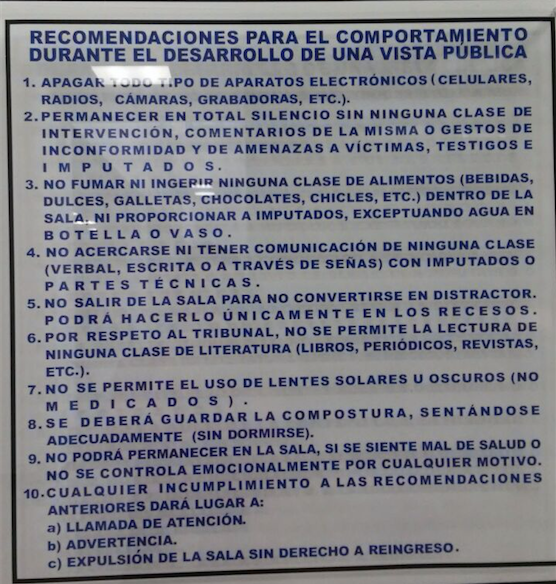 RECOMENDACIONES PARA EL COMPORTAMIENTO
DURANTE EL DESARROLLO DE UNA VISTA PÚBLICA
1. APAGAR TODO TIPO DE APARATOS ELECTRÓNICOS (CELULARES,
RADIOS, CÁMARAS, GRABADORAS, ETC.).
2. PERMANECER EN TOTAL SILENCIO SIN NINGUNA CLASE DE
INTERVENCIÓN, COMENTARIOS DE LA MISMA O GESTOS DE
INCONFORMIDAD Y DE AMENAZAS A VÍCTIMAS, TESTIGOS E
IMPUTADOS.
3. NO FUMAR NI INGERIR NINGUNA CLASE DE ALIMENTOS (BEBIDAS,
DULCES, GALLETAS, CHOCOLATES, CHICLES, ETC.) DENTRO DE LA
SALA, NI PROPORCIONAR A IMPUTADOS, EXCEPTUANDO AGUA EN
BOTELLA O VASO.
4. NO ACERCARSE NI TENER COMUNICACIÓN DE NINGUNA CLASE
(VERBAL, ESCRITA O A TRAVÉS DE SEÑAS) CON IMPUTADOS O
PARTES TÉCNICAS.
5. NO SALIR DE LA SALA PARA NO CONVERTIRSE EN DISTRACTOR.
PODRÁ HACERLO ÚNICAMENTE EN LOS RECESOS.
6. POR RESPETO AL TRIBUNAL, NO SE PERMITE LA LECTURA DE
NINGUNA CLASE DE LITERATURA (LIBROS, PERIÓDICOS, REVISTAS,
ETC.).
7. NO SE PERMITE EL USO DE LENTES SOLARES U OSCUROS (NO
MEDICADOS).
8. SE DEBERÁ GUARDAR LA COMPOSTURA, SENTÁNDOSE
ADECUADAMENTE (SIN DORMIRSE).
9. NO PODRÁ PERMANECER EN LA SALA, SI SE SIENTE MAL DE SALUD O
NO SE CONTROLA EMOCIONALMENTE POR CUALQUIER MOTIVO.
10. CUALQUIER INCUMPLIMIENTO A LAS RECOMENDACIONES
ANTERIORES DARÁ LUGAR A:
a) LLAMADA DE ATENCIÓN.
b) ADVERTENCIA.
c) EXPULSIÓN DE LA SALA SIN DERECHO A REINGRESO.